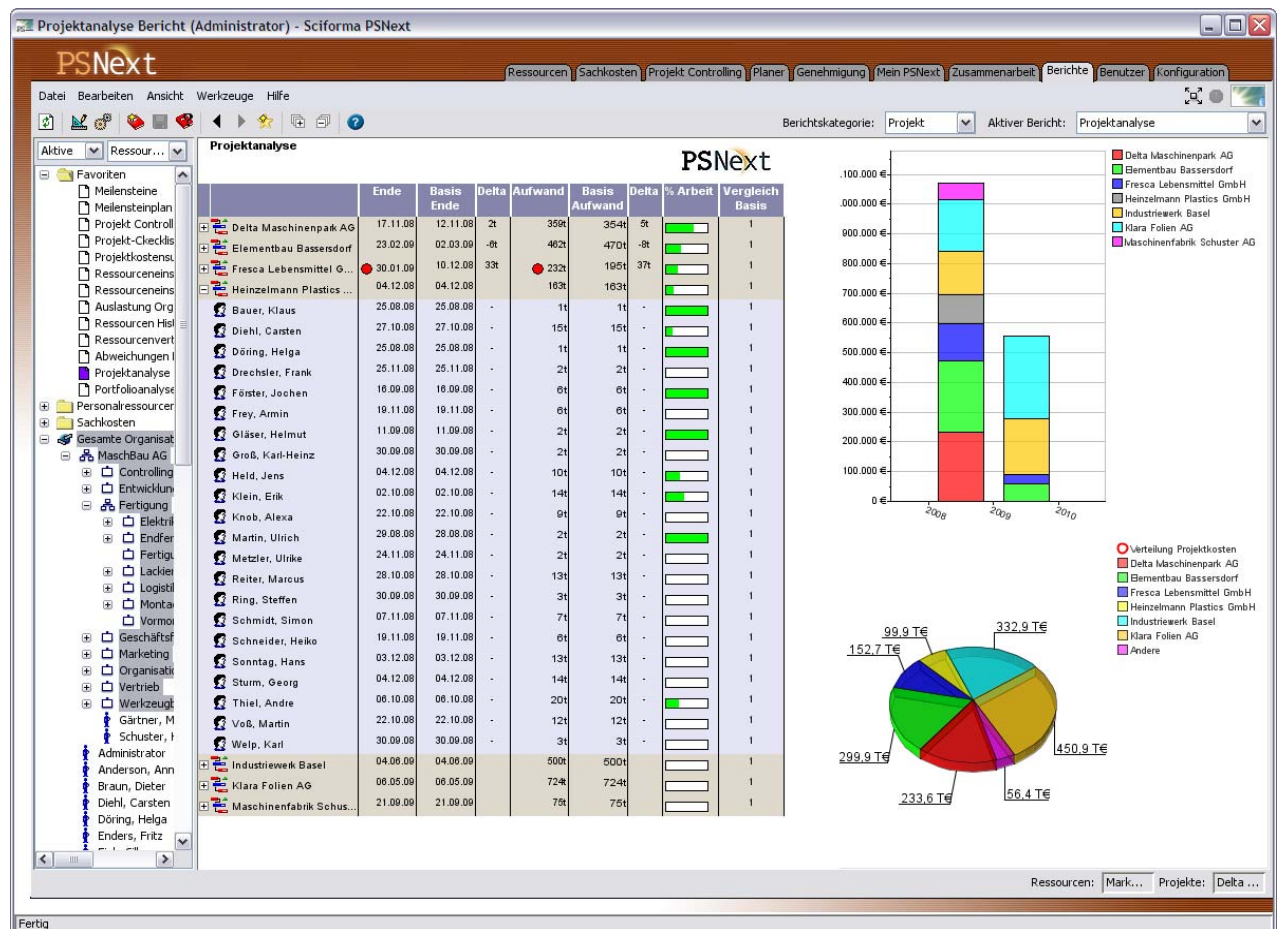 Projektanalyse Bericht (Administrator) - Sciforma PSNext
PSNext
Ressourcen Sachkosten Projekt Controlling Planer Genehmigung Mein PSNext Zusammenarbeit Berichte Benutzer Konfiguration
Datei Bearbeiten Ansicht Werkzeuge Hilfe
Berichtskategorie: Projekt Aktiver Bericht: Projektanalyse
Aktive Ressour...
Favoriten
Meilensteine
Meilensteinplan
Projekt Controll
Projekt-Ckecklis
Projektkostensu
Ressourceneins
Ressourceneins
Auslastung Org
Ressourcen Hist
Ressourcenvert
Abweichungen
Projektanalyse
Portfolioanalyse
Personalressourcer
Sachkosten
Gesamte Organisat
MaschBau AG
Controlling
Entwicklun
Fertigung
Elektrik
Endfer
Fertigu
Lackier
Logistik
Monta
Vormo
Geschäftsf
Marketing
Organisatio
Vertrieb
Werkzeugb
Gärtner, M
Schuster, H
Administrator
Anderson, Ann
Braun, Dieter
Diehl, Carsten
Döring, Helga
Enders, Fritz
Projektanalyse
PSNext
Ende Basis Ende Delta Aufwand Basis Aufwand Delta % Arbeit Vergleich Basis
Delta Maschinenpark AG 17.11.08 12.11.08 2t 359t 354t 5t 1
Elementbau Bassersdorf 23.02.09 02.03.09 -6t 462t 470t -8t 1
Fresca Lebensmittel G... 30.01.09 10.12.08 33t 232t 195t 37t 1
Heinzelmann Plastics ... 04.12.08 04.12.08 163t 163t 1
Bauer, Klaus 25.08.08 25.08.08 - 1t 1t - 1
Diehl, Carsten 27.10.08 27.10.08 - 15t 15t - 1
Döring, Helga 25.08.08 25.08.08 - 1t 1t - 1
Drechsler, Frank 25.11.08 25.11.08 - 2t 2t - 1
Förster, Jochen 16.09.08 16.09.08 - 6t 6t - 1
Frey, Armin 19.11.08 19.11.08 - 6t 6t - 1
Gläser, Helmut 11.09.08 11.09.08 - 2t 2t - 1
Groß, Karl-Heinz 30.09.08 30.09.08 - 2t 2t - 1
Held, Jens 04.12.08 04.12.08 - 10t 10t - 1
Klein, Erik 02.10.08 02.10.08 - 14t 14t - 1
Knob, Alexa 22.10.08 22.10.08 - 9t 9t - 1
Martin, Ulrich 29.08.08 28.08.08 - 2t 2t - 1
Metzler, Ulrike 24.11.08 24.11.08 - 2t 2t - 1
Reiter, Marcus 28.10.08 28.10.08 - 13t 13t - 1
Ring, Steffen 30.09.08 30.09.08 - 3t 3t - 1
Schmidt, Simon 07.11.08 07.11.08 - 7t 7t - 1
Schneider, Heiko 19.11.08 19.11.08 - 6t 6t - 1
Sonntag, Hans 03.12.08 03.12.08 - 13t 13t - 1
Sturm, Georg 04.12.08 04.12.08 - 14t 14t - 1
Thiel, Andre 06.10.08 06.10.08 - 20t 20t - 1
Voß, Martin 22.10.08 22.10.08 - 12t 12t - 1
Welp, Karl 30.09.08 30.09.08 - 3t 3t - 1
Industriewerk Basel 04.06.09 04.06.09 500t 500t 1
Klara Folien AG 06.05.09 06.05.09 724t 724t 1
Maschinenfabrik Schus... 21.09.09 21.09.09 75t 75t 1
.100.000 €
.000.000 €
900.000 €
800.000 €
700.000 €
600.000 €
500.000 €
400.000 €
300.000 €
200.000 €
100.000 €
0 €
2008 2009 2010
Delta Maschinenpark AG
Elementbau Bassersdorf
Fresca Lebensmittel GmbH
Heinzelmann Plastics GmbH
Industriewerk Basel
Klara Folien AG
Maschinenfabrik Schuster AG
Verteilung Projektkosten
Delta Maschinenpark AG
Elementbau Bassersdorf
Fresca Lebensmittel GmbH
Heinzelmann Plastics GmbH
Industriewerk Basel
Klara Folien AG
Andere
99,9 T€
332,9 T€
152,7 T€
450,9 T€
299,9 T€
233,6 T€
56,4 T€
Ressourcen: Mark... Projekte: Delta ...
Fertig